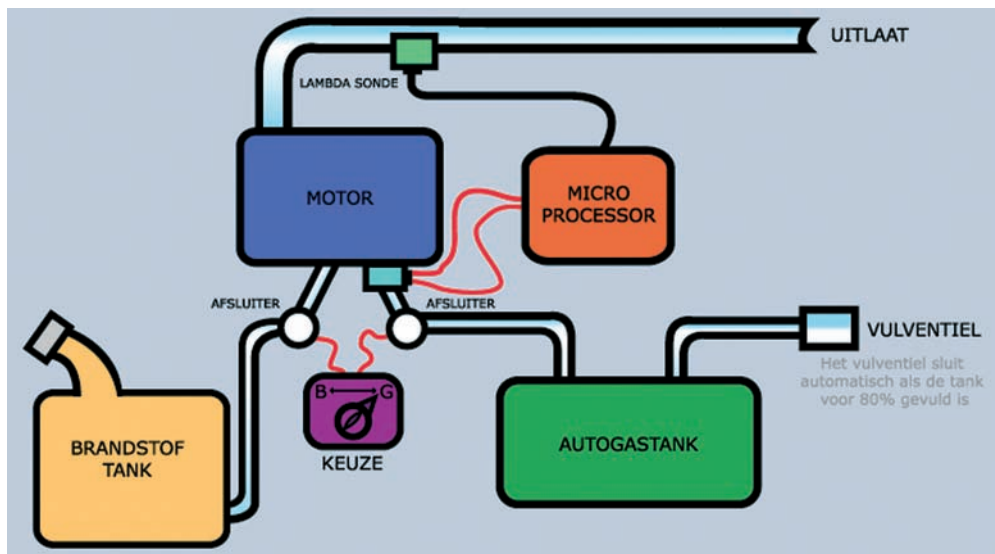 UITLAAT
LAMBDA SONDE
MOTOR
MICRO
PROCESSOR
AFSLUITER
AFSLUITER
VULVENTIEL
Het vulventiel sluit
automatisch als de tank
voor 80% gevuld is
B G
KEUZE
BRANDSTOF
TANK
AUTOGASTANK